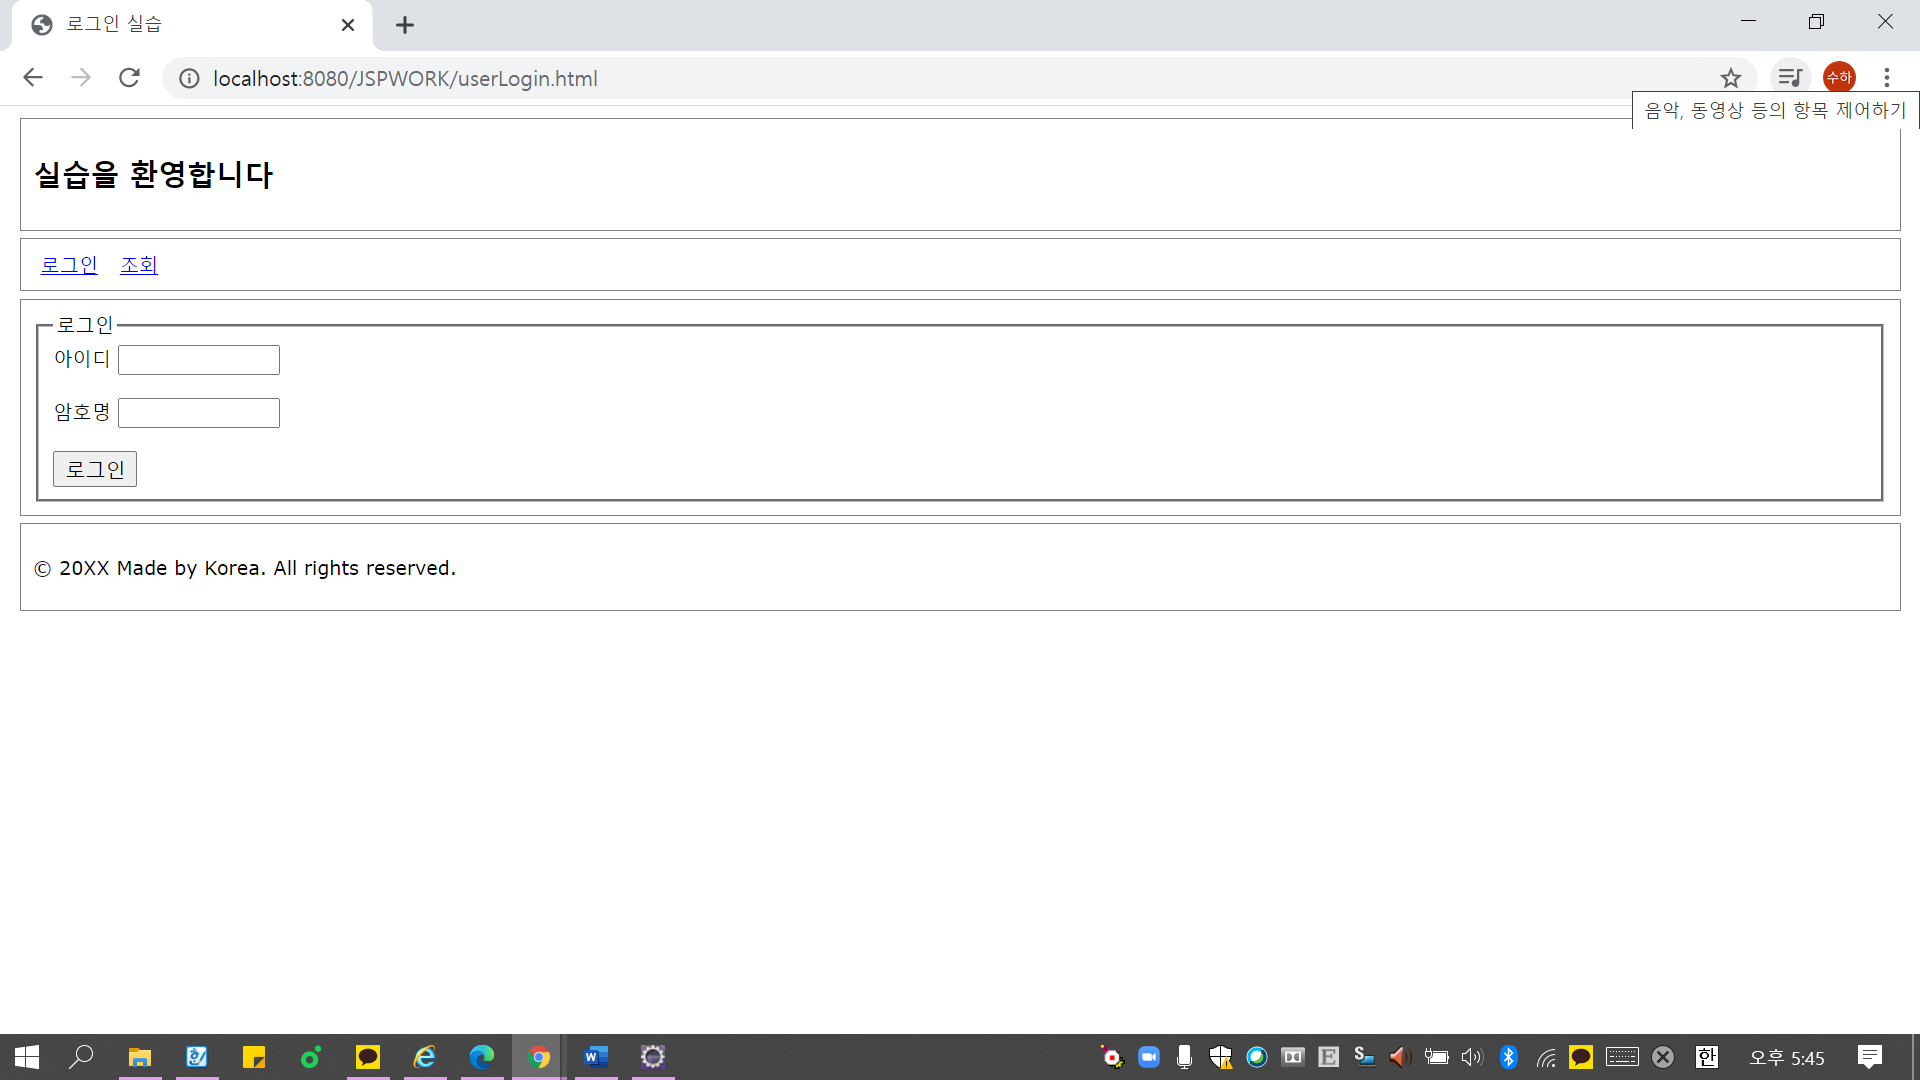 로그인 실습
localhost:8080/JSPWORK/userLogin.html
수하
음악, 동영상 등의 항목 제어하기
실습을 환영합니다
로그인 조회
로그인
아이디
암호명
로그인
© 20XX Made by Korea. All rights reserved.
한 오후 5:45